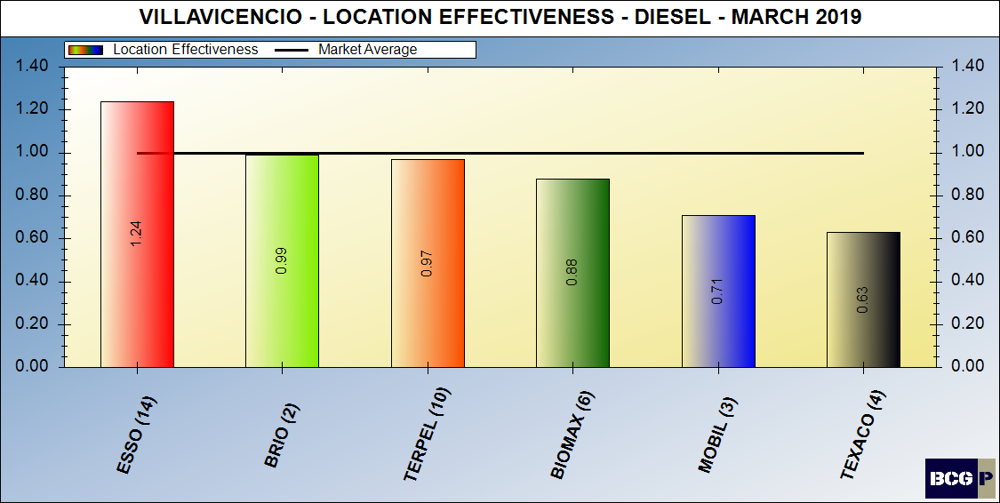 VILLAVICENCIO - LOCATION EFFECTIVENESS - DIESEL - MARCH 2019
Location Effectiveness Market Average
1.40 1.40
1.20 1.20
1.00 1.00
0.80 0.80
0.60 0.60
0.40 0.40
0.20 0.20
0.00 0.00
1.24
0.99
0.97
0.88
0.71
0.63
ESSO (14)
BRIO (2)
TERPEL (10)
BIOMAX (6)
MOBIL (3)
TEXACO (4)
BCG P